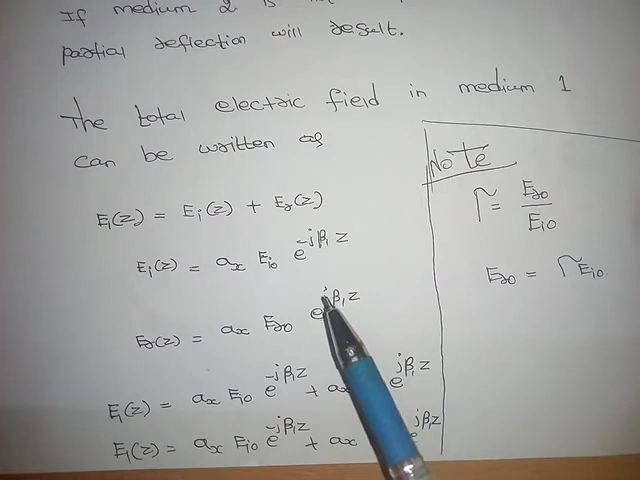 If medium 2 is
partial reflection will result.
The total electric field in medium 1
can be written as
E₁(z) = Eᵢ(z) + Eᵣ(z)
Eᵢ(z) = aₓ Eᵢ₀ e^-jβ₁z
Eᵣ(z) = aₓ Eᵣ₀ e^jβ₁z
E₁(z) = aₓ Eᵢ₀ e^-jβ₁z + aₓ e^jβ₁z
E₁(z) = aₓ Eᵢ₀ e^-jβ₁z + aₓ e^jβ₁z
Note
Γ = Eᵣ₀/Eᵢ₀
Eᵣ₀ = ΓEᵢ₀.